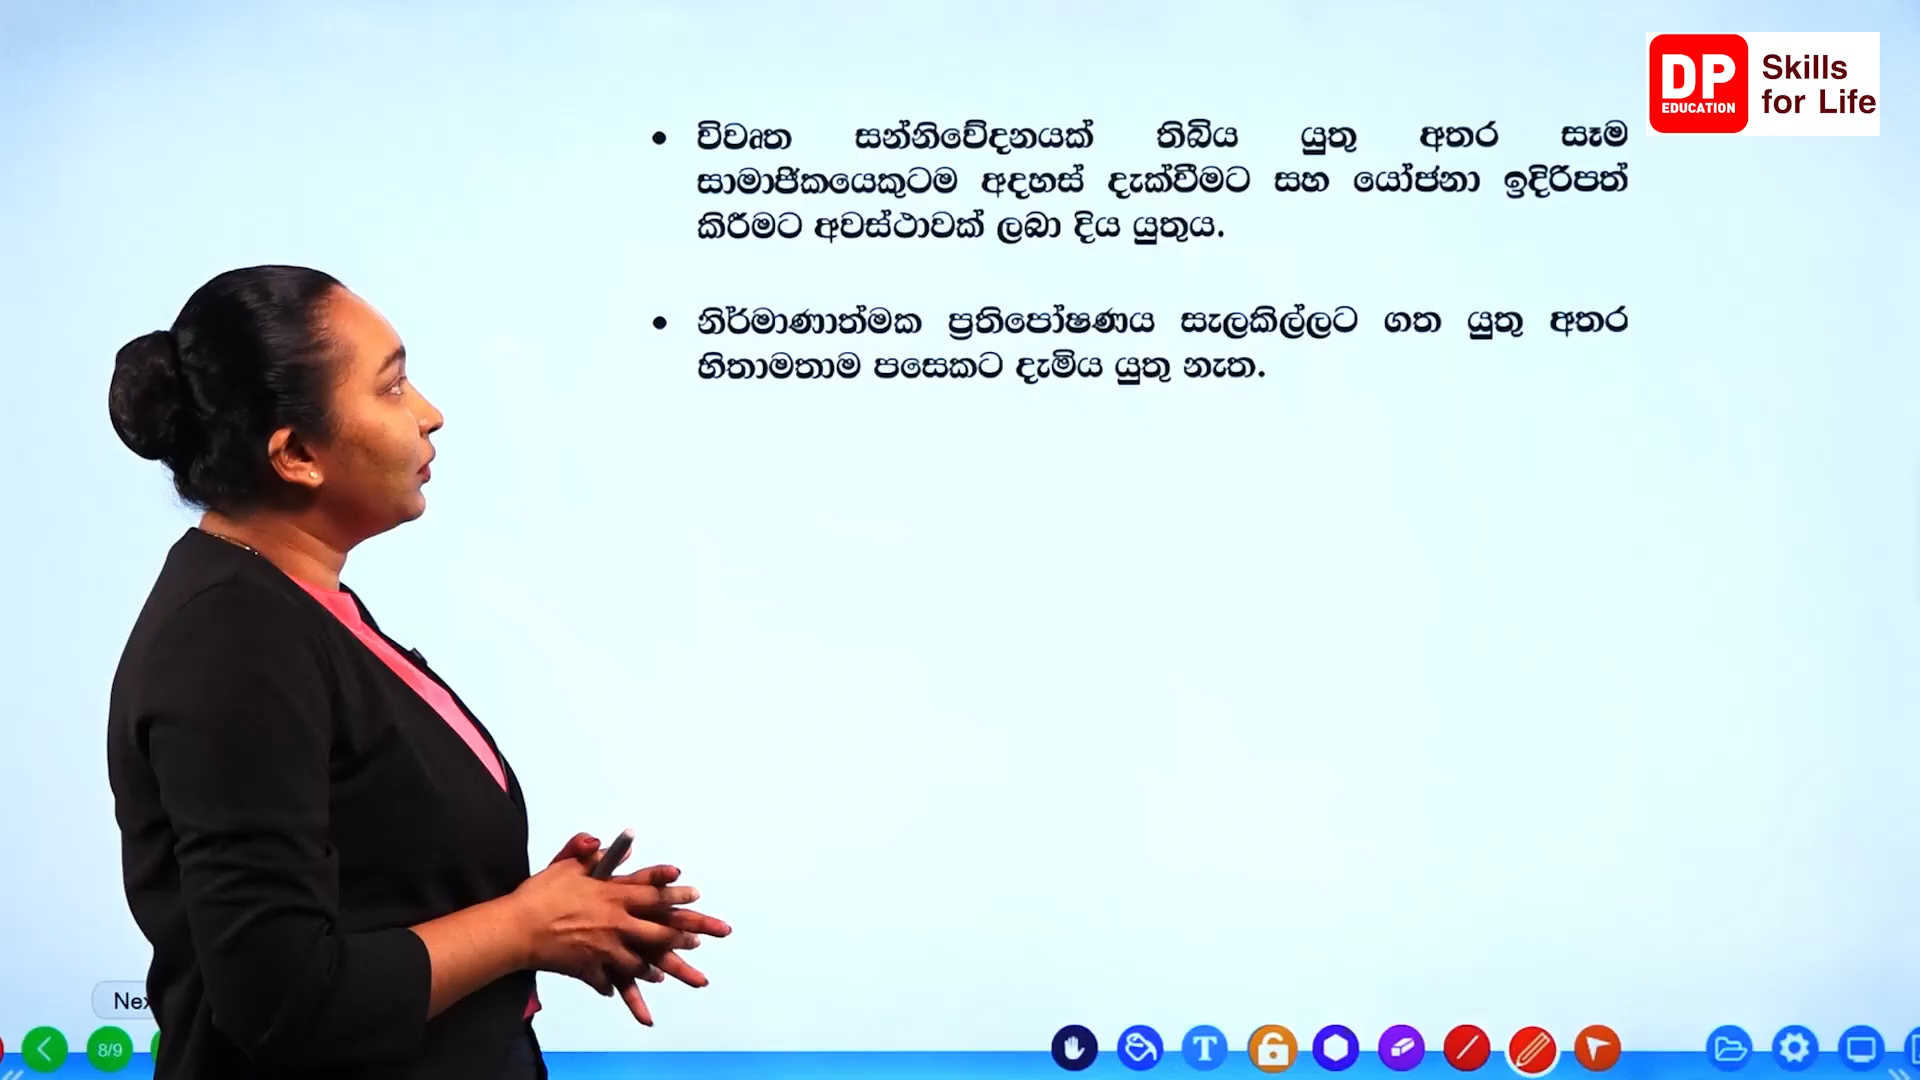 DP
EDUCATION
Skills
for Life
• විවෘත සන්නිවේදනයක් තිබිය යුතු අතර සෑම
සාමාජිකයෙකුටම අදහස් දැක්වීමට සහ යෝජනා ඉදිරිපත්
කිරීමට අවස්ථාවක් ලබා දිය යුතුය.
• නිර්මාණාත්මක ප්‍රතිපෝෂණය සැලකිල්ලට ගත යුතු අතර
හිතාමතාම පසෙකට දැමිය යුතු නැත.
8/9
T